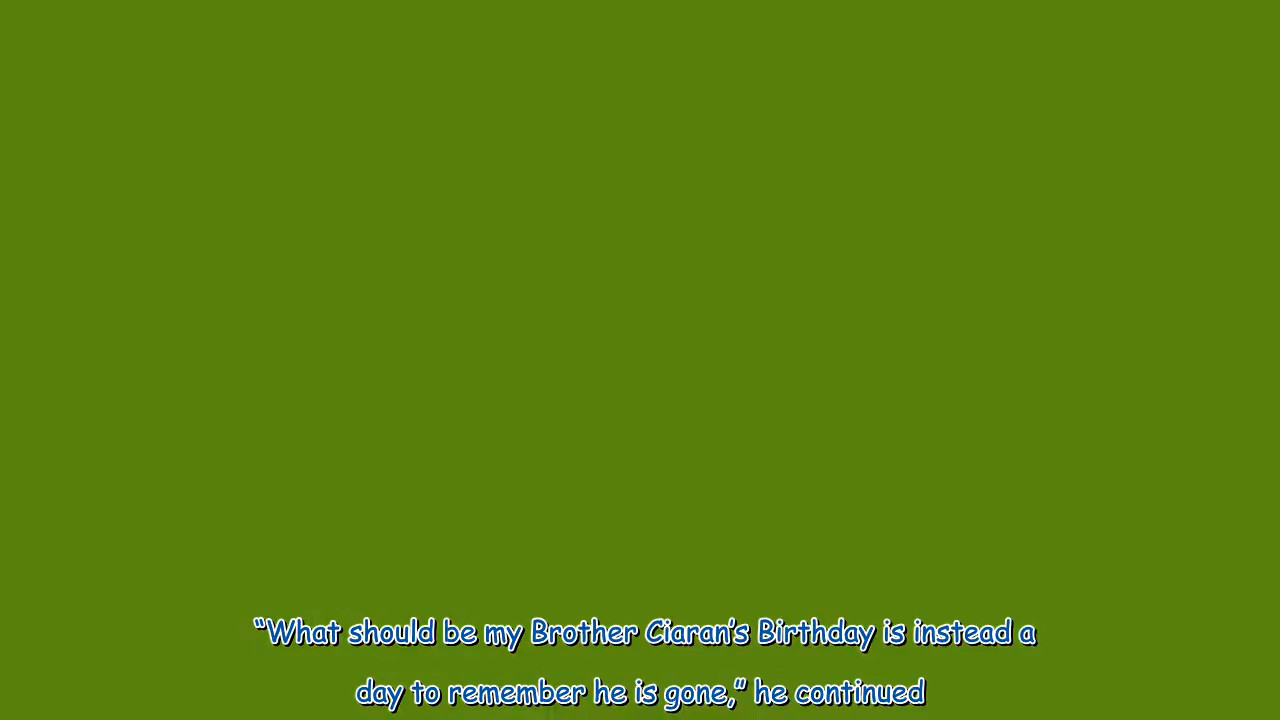 “What should be my Brother Ciaran’s Birthday is instead a
day to remember he is gone,” he continued